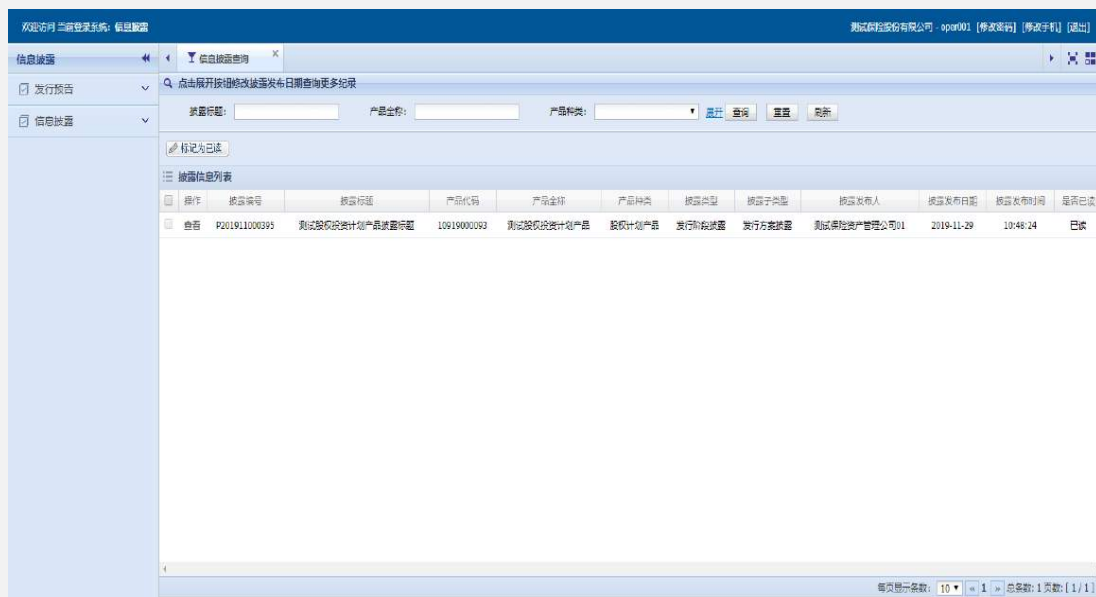 欢迎访问 当前登录系统: 信息披露
测试保险股份有限公司 - opar001 [修改密码] [修改手机] [退出]
信息披露
信息披露查询
发行预告
信息披露
点击展开按钮修改披露发布日期查询更多纪录
披露标题: 产品全称: 产品种类: 展开 查询 重置 刷新
标记为已读
披露信息列表
操作 披露编号 披露标题 产品代码 产品全称 产品种类 披露类型 披露子类型 披露发布人 披露发布日期 披露发布时间 是否已读
查看 P201911000395 测试股权投资计划产品披露标题 10919000093 测试股权投资计划产品 股权计划产品 发行阶段披露 发行方案披露 测试保险资产管理公司01 2019-11-29 10:48:24 已读
每页显示条数: 10 « 1 » 总条数: 1 页数: [ 1 / 1 ]